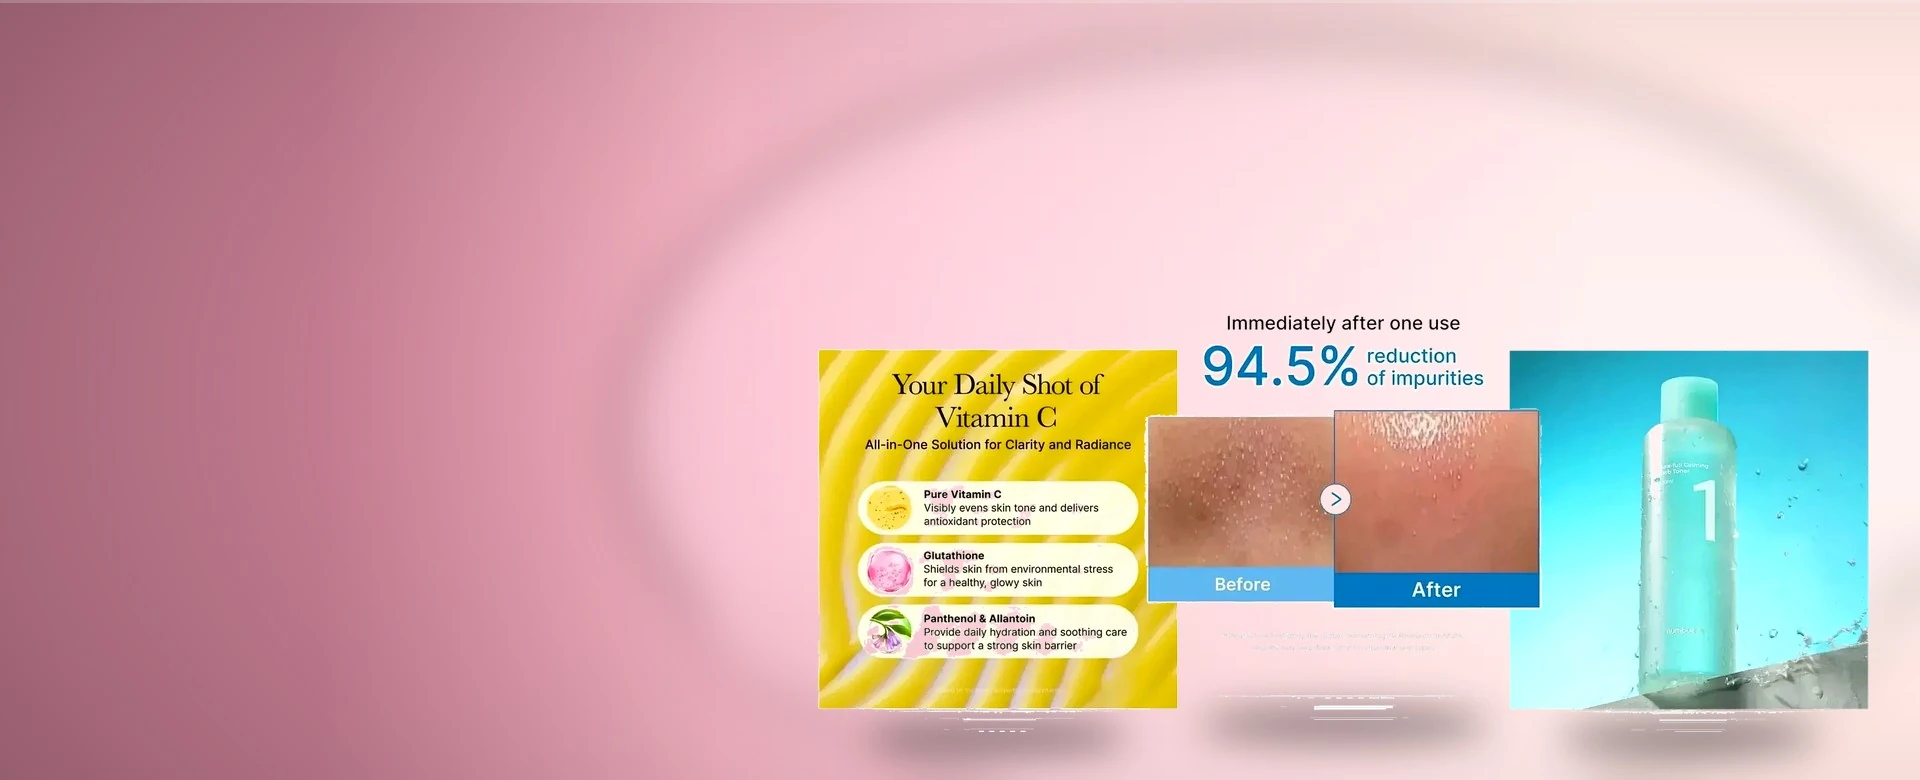 Your Daily Shot of
Vitamin C
All-in-One Solution for Clarity and Radiance
Pure Vitamin C
Visibly evens skin tone and delivers
antioxidant protection
Glutathione
Shields skin from environmental stress
for a healthy, glowy skin
Panthenol & Allantoin
Provide daily hydration and soothing care
to support a strong skin barrier
Immediately after one use
94.5%
reduction
of impurities
Before
After
1